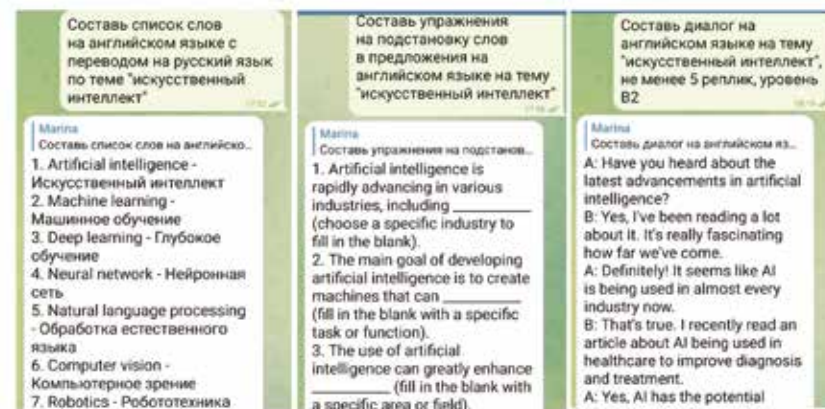 Составь список слов
на английском языке с
переводом на русский язык
по теме "искусственный
интеллект"
Marina
Составь список слов на английско...
1. Artificial intelligence -
Искусственный интеллект
2. Machine learning -
Машинное обучение
3. Deep learning - Глубокое
обучение
4. Neural network - Нейронная
сеть
5. Natural language processing
- Обработка естественного
языка
6. Computer vision -
Компьютерное зрение
7. Robotics - Робототехника
Составь упражнения
на подстановку слов
в предложения на
английском языке на тему
"искусственный интеллект"
Marina
Составь упражнения на подстанов...
1. Artificial intelligence is
rapidly advancing in various
industries, including __________
(choose a specific industry to
fill in the blank).
2. The main goal of developing
artificial intelligence is to create
machines that can __________
(fill in the blank with a specific
task or function).
3. The use of artificial
intelligence can greatly enhance
__________ (fill in the blank with
a specific area or field).
Составь диалог на
английском языке на тему
"искусственный интеллект",
не менее 5 реплик, уровень
B2
Marina
Составь диалог на английском яз...
A: Have you heard about the
latest advancements in artificial
intelligence?
B: Yes, I've been reading a lot
about it. It's really fascinating
how far we've come.
A: Definitely! It seems like AI
is being used in almost every
industry now.
B: That's true. I recently read an
article about AI being used in
healthcare to improve diagnosis
and treatment.
A: Yes, AI has the potential